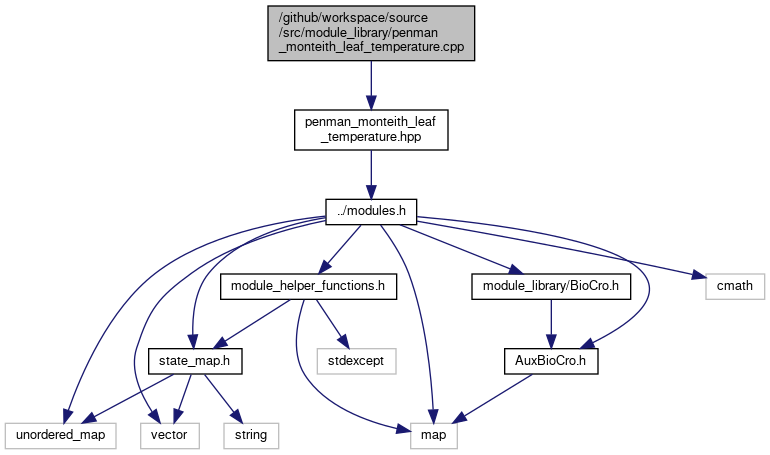 /github/workspace/source
/src/module_library/penman
_monteith_leaf_temperature.cpp
penman_monteith_leaf
_temperature.hpp
../modules.h
module_helper_functions.h
module_library/BioCro.h
cmath
state_map.h
stdexcept
AuxBioCro.h
unordered_map
vector
string
map